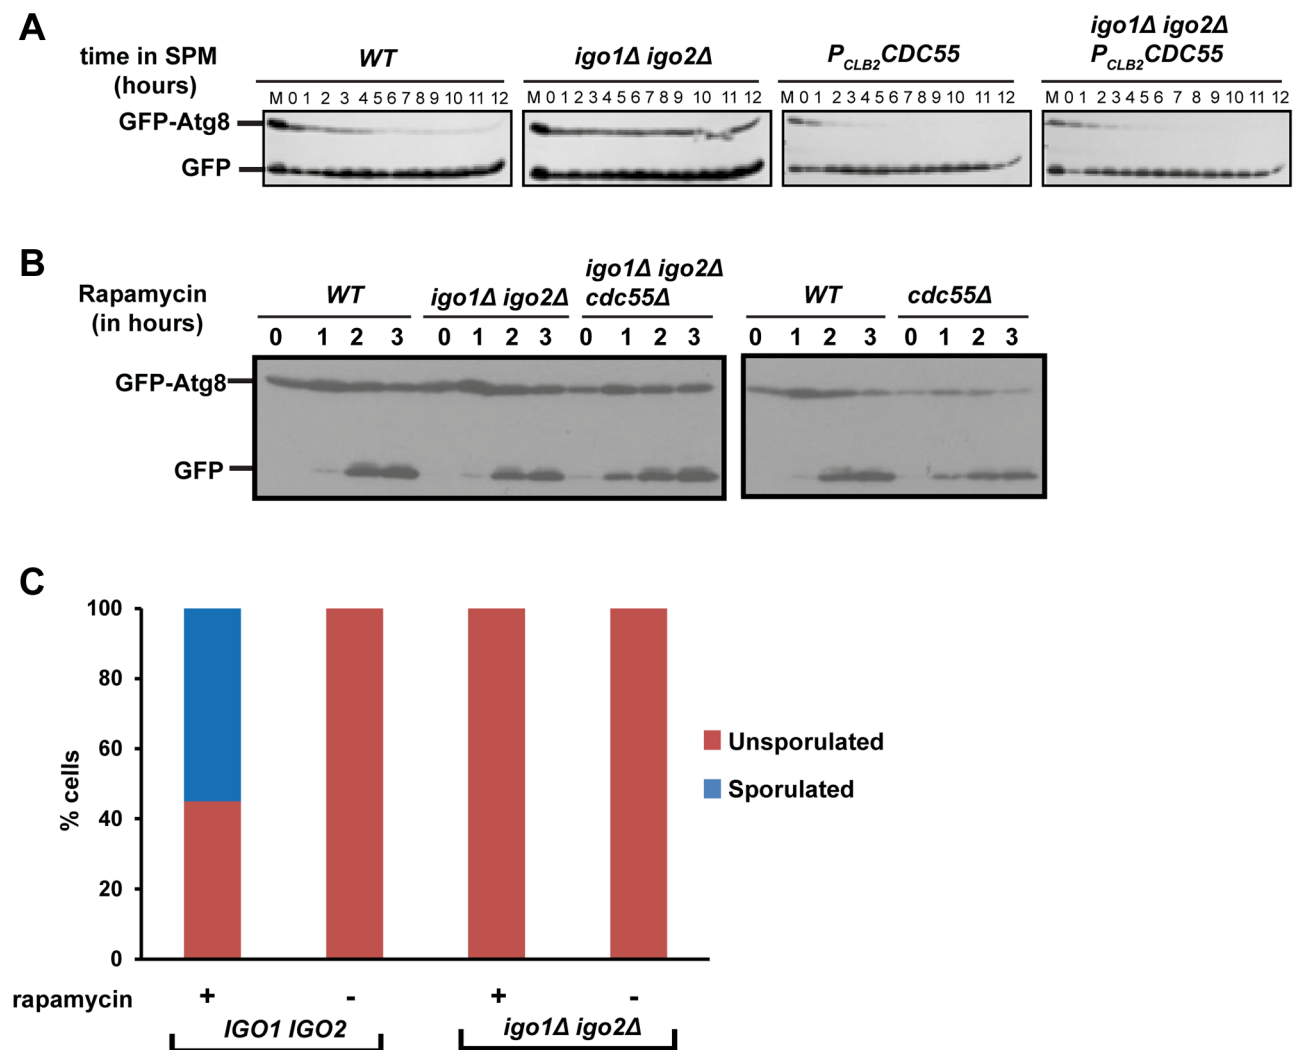 A
time in SPM
(hours)
WT
igo1Δ igo2Δ
P_CLB2 CDC55
igo1Δ igo2Δ
P_CLB2 CDC55
M 0 1 2 3 4 5 6 7 8 9 10 11 12
M 0 1 2 3 4 5 6 7 8 9 10 11 12
M 0 1 2 3 4 5 6 7 8 9 10 11 12
M 0 1 2 3 4 5 6 7 8 9 10 11 12
GFP-Atg8
GFP
B
Rapamycin
(in hours)
WT
igo1Δ igo2Δ
igo1Δ igo2Δ
cdc55Δ
WT
cdc55Δ
0 1 2 3 0 1 2 3 0 1 2 3
0 1 2 3 0 1 2 3
GFP-Atg8
GFP
C
% cells
100
80
60
40
20
0
Unsporulated
Sporulated
rapamycin + - + -
IGO1 IGO2
igo1Δ igo2Δ